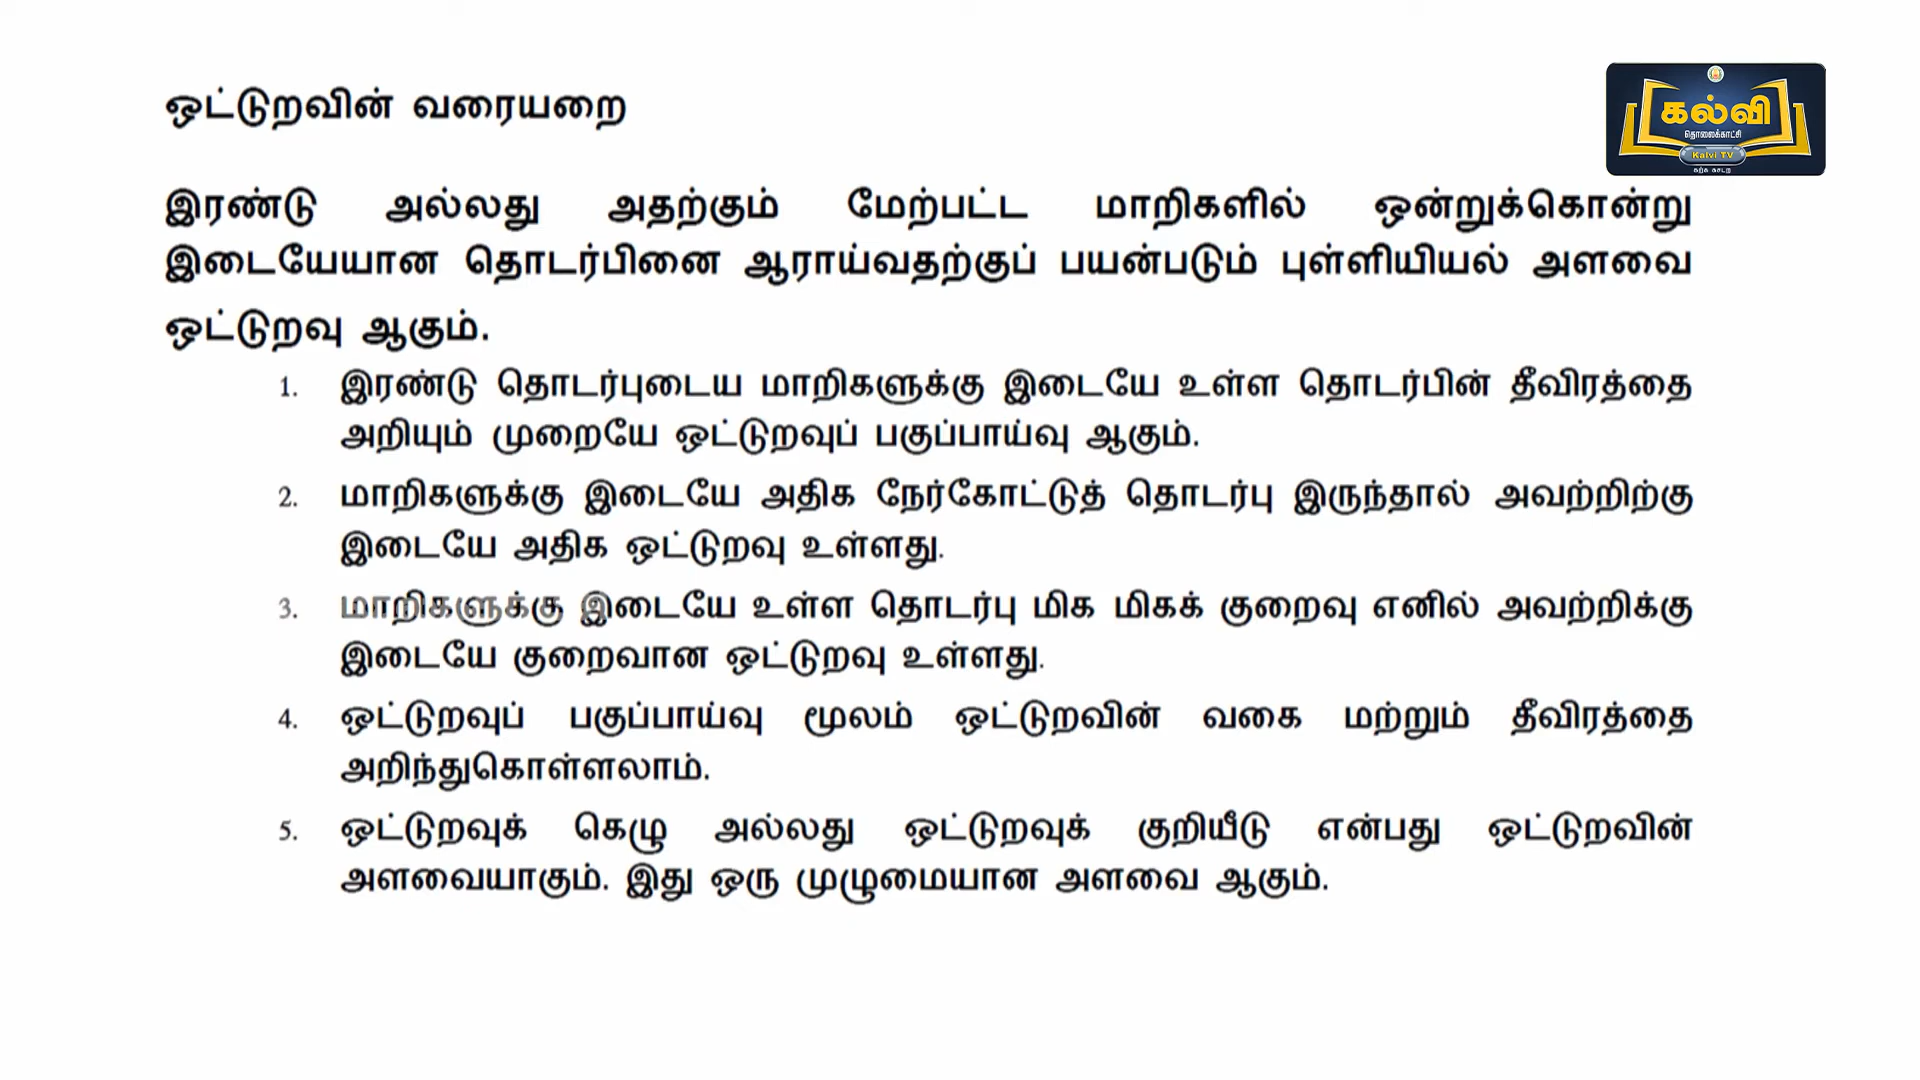 ஒட்டுறவின் வரையறை
கல்வி
தொலைக்காட்சி
Kalvi TV
கற்க கசடற
இரண்டு அல்லது அதற்கும் மேற்பட்ட மாறிகளில் ஒன்றுக்கொன்று
இடையேயான தொடர்பினை ஆராய்வதற்குப் பயன்படும் புள்ளியியல் அளவை
ஒட்டுறவு ஆகும்.
1. இரண்டு தொடர்புடைய மாறிகளுக்கு இடையே உள்ள தொடர்பின் தீவிரத்தை
அறியும் முறையே ஒட்டுறவுப் பகுப்பாய்வு ஆகும்.
2. மாறிகளுக்கு இடையே அதிக நேர்கோட்டுத் தொடர்பு இருந்தால் அவற்றிற்கு
இடையே அதிக ஒட்டுறவு உள்ளது.
3. மாறிகளுக்கு இடையே உள்ள தொடர்பு மிக மிகக் குறைவு எனில் அவற்றிக்கு
இடையே குறைவான ஒட்டுறவு உள்ளது.
4. ஒட்டுறவுப் பகுப்பாய்வு மூலம் ஒட்டுறவின் வகை மற்றும் தீவிரத்தை
அறிந்துகொள்ளலாம்.
5. ஒட்டுறவுக் கெழு அல்லது ஒட்டுறவுக் குறியீடு என்பது ஒட்டுறவின்
அளவையாகும். இது ஒரு முழுமையான அளவை ஆகும்.